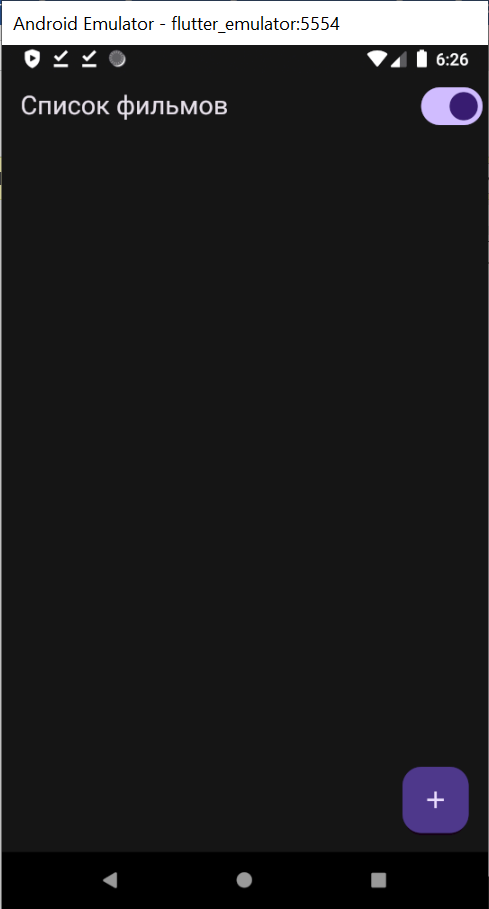 Android Emulator - flutter_emulator:5554
6:26
Список фильмов
+